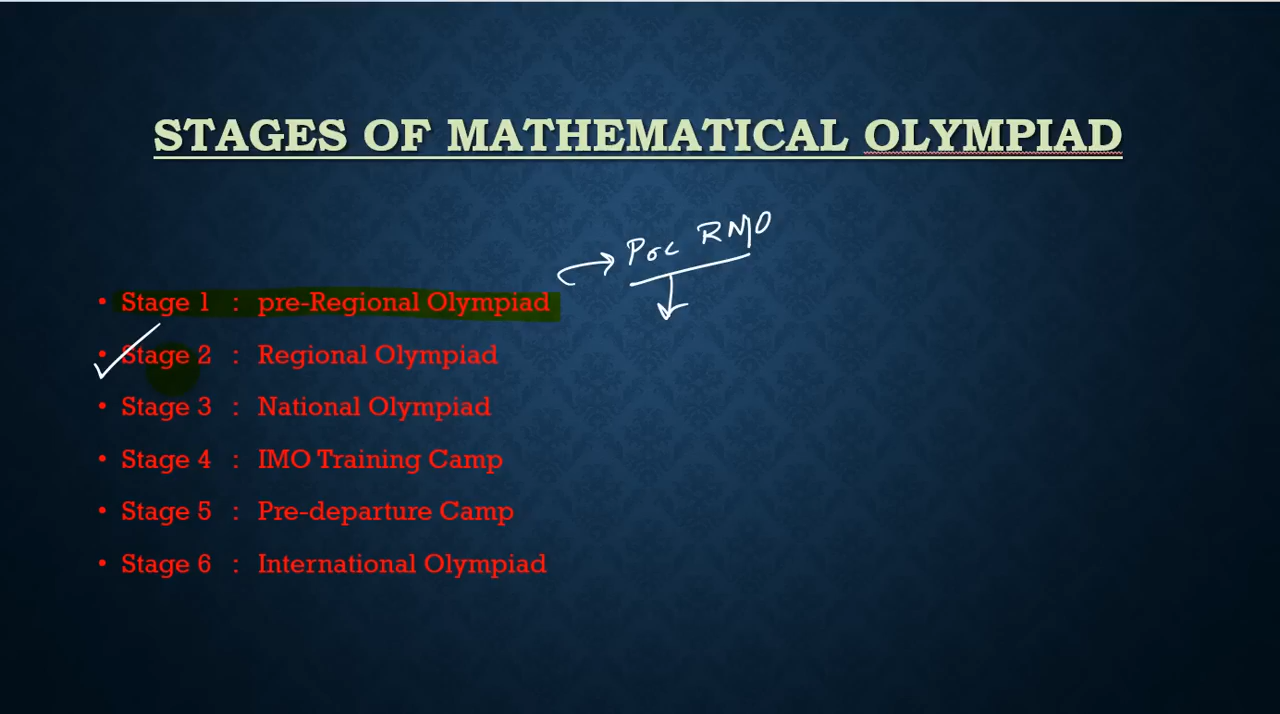 STAGES OF MATHEMATICAL OLYMPIAD
RMO
• Stage 1 : pre-Regional Olympiad
• Stage 2 : Regional Olympiad
• Stage 3 : National Olympiad
• Stage 4 : IMO Training Camp
• Stage 5 : Pre-departure Camp
• Stage 6 : International Olympiad